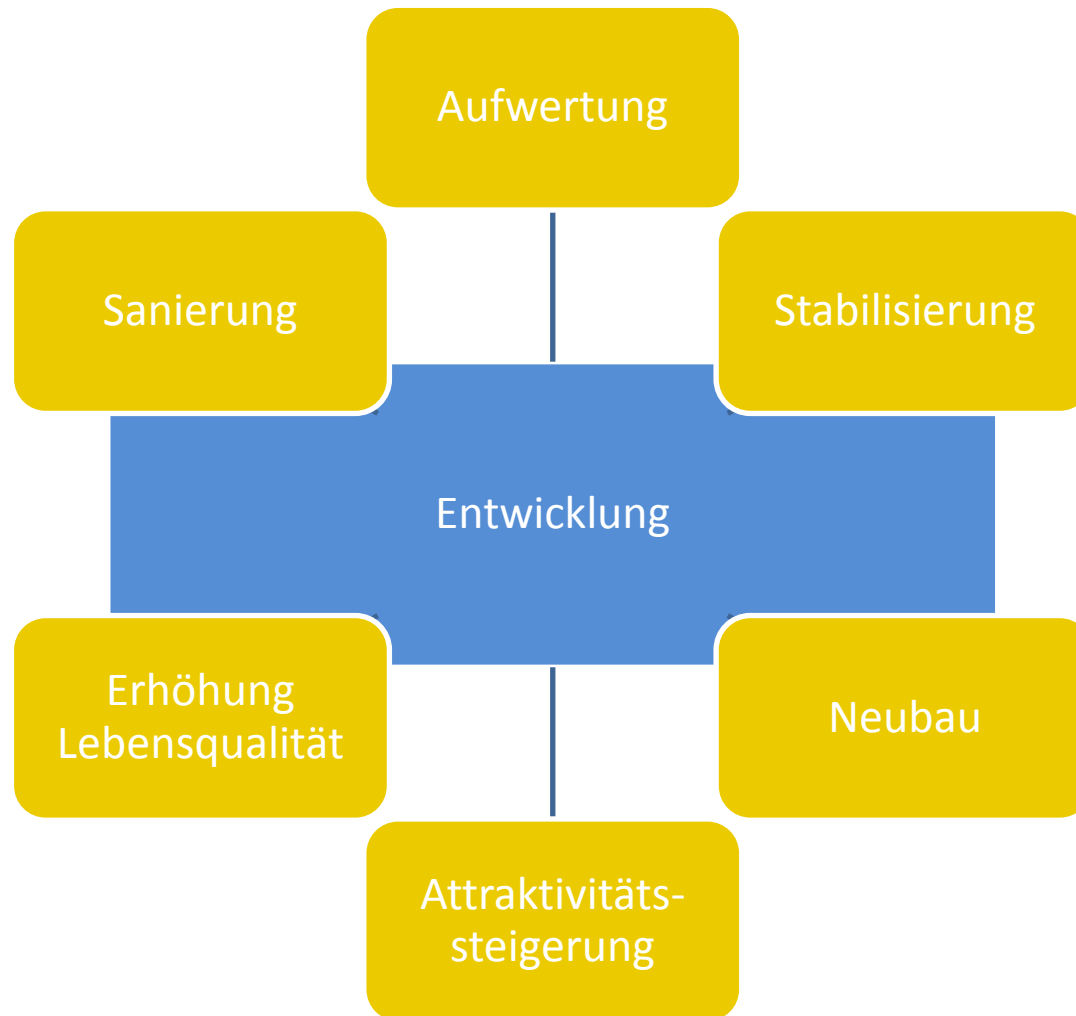 Aufwertung
Sanierung
Stabilisierung
Entwicklung
Erhöhung
Lebensqualität
Neubau
Attraktivitäts-
steigerung